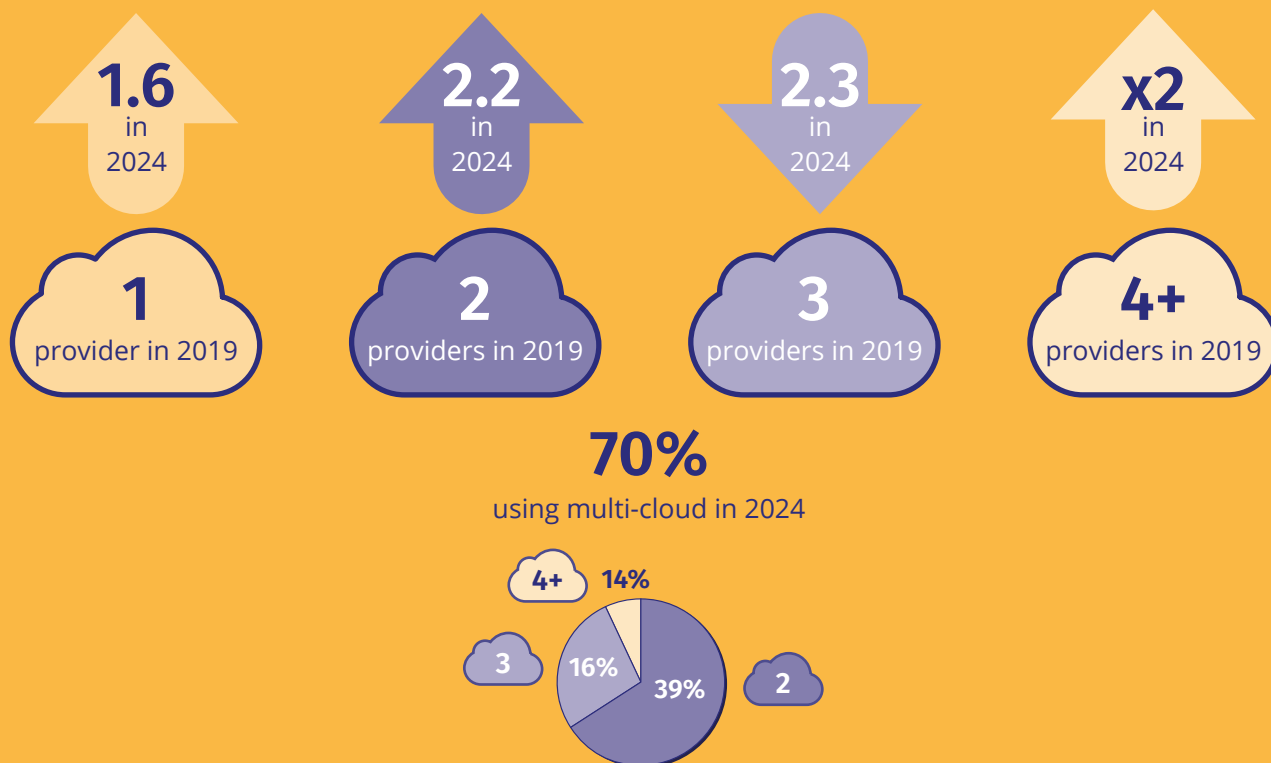 1.6
in
2024
2.2
in
2024
2.3
in
2024
x2
in
2024
1
provider in 2019
2
providers in 2019
3
providers in 2019
4+
providers in 2019
70%
using multi-cloud in 2024
4+
14%
3
16%
39%
2